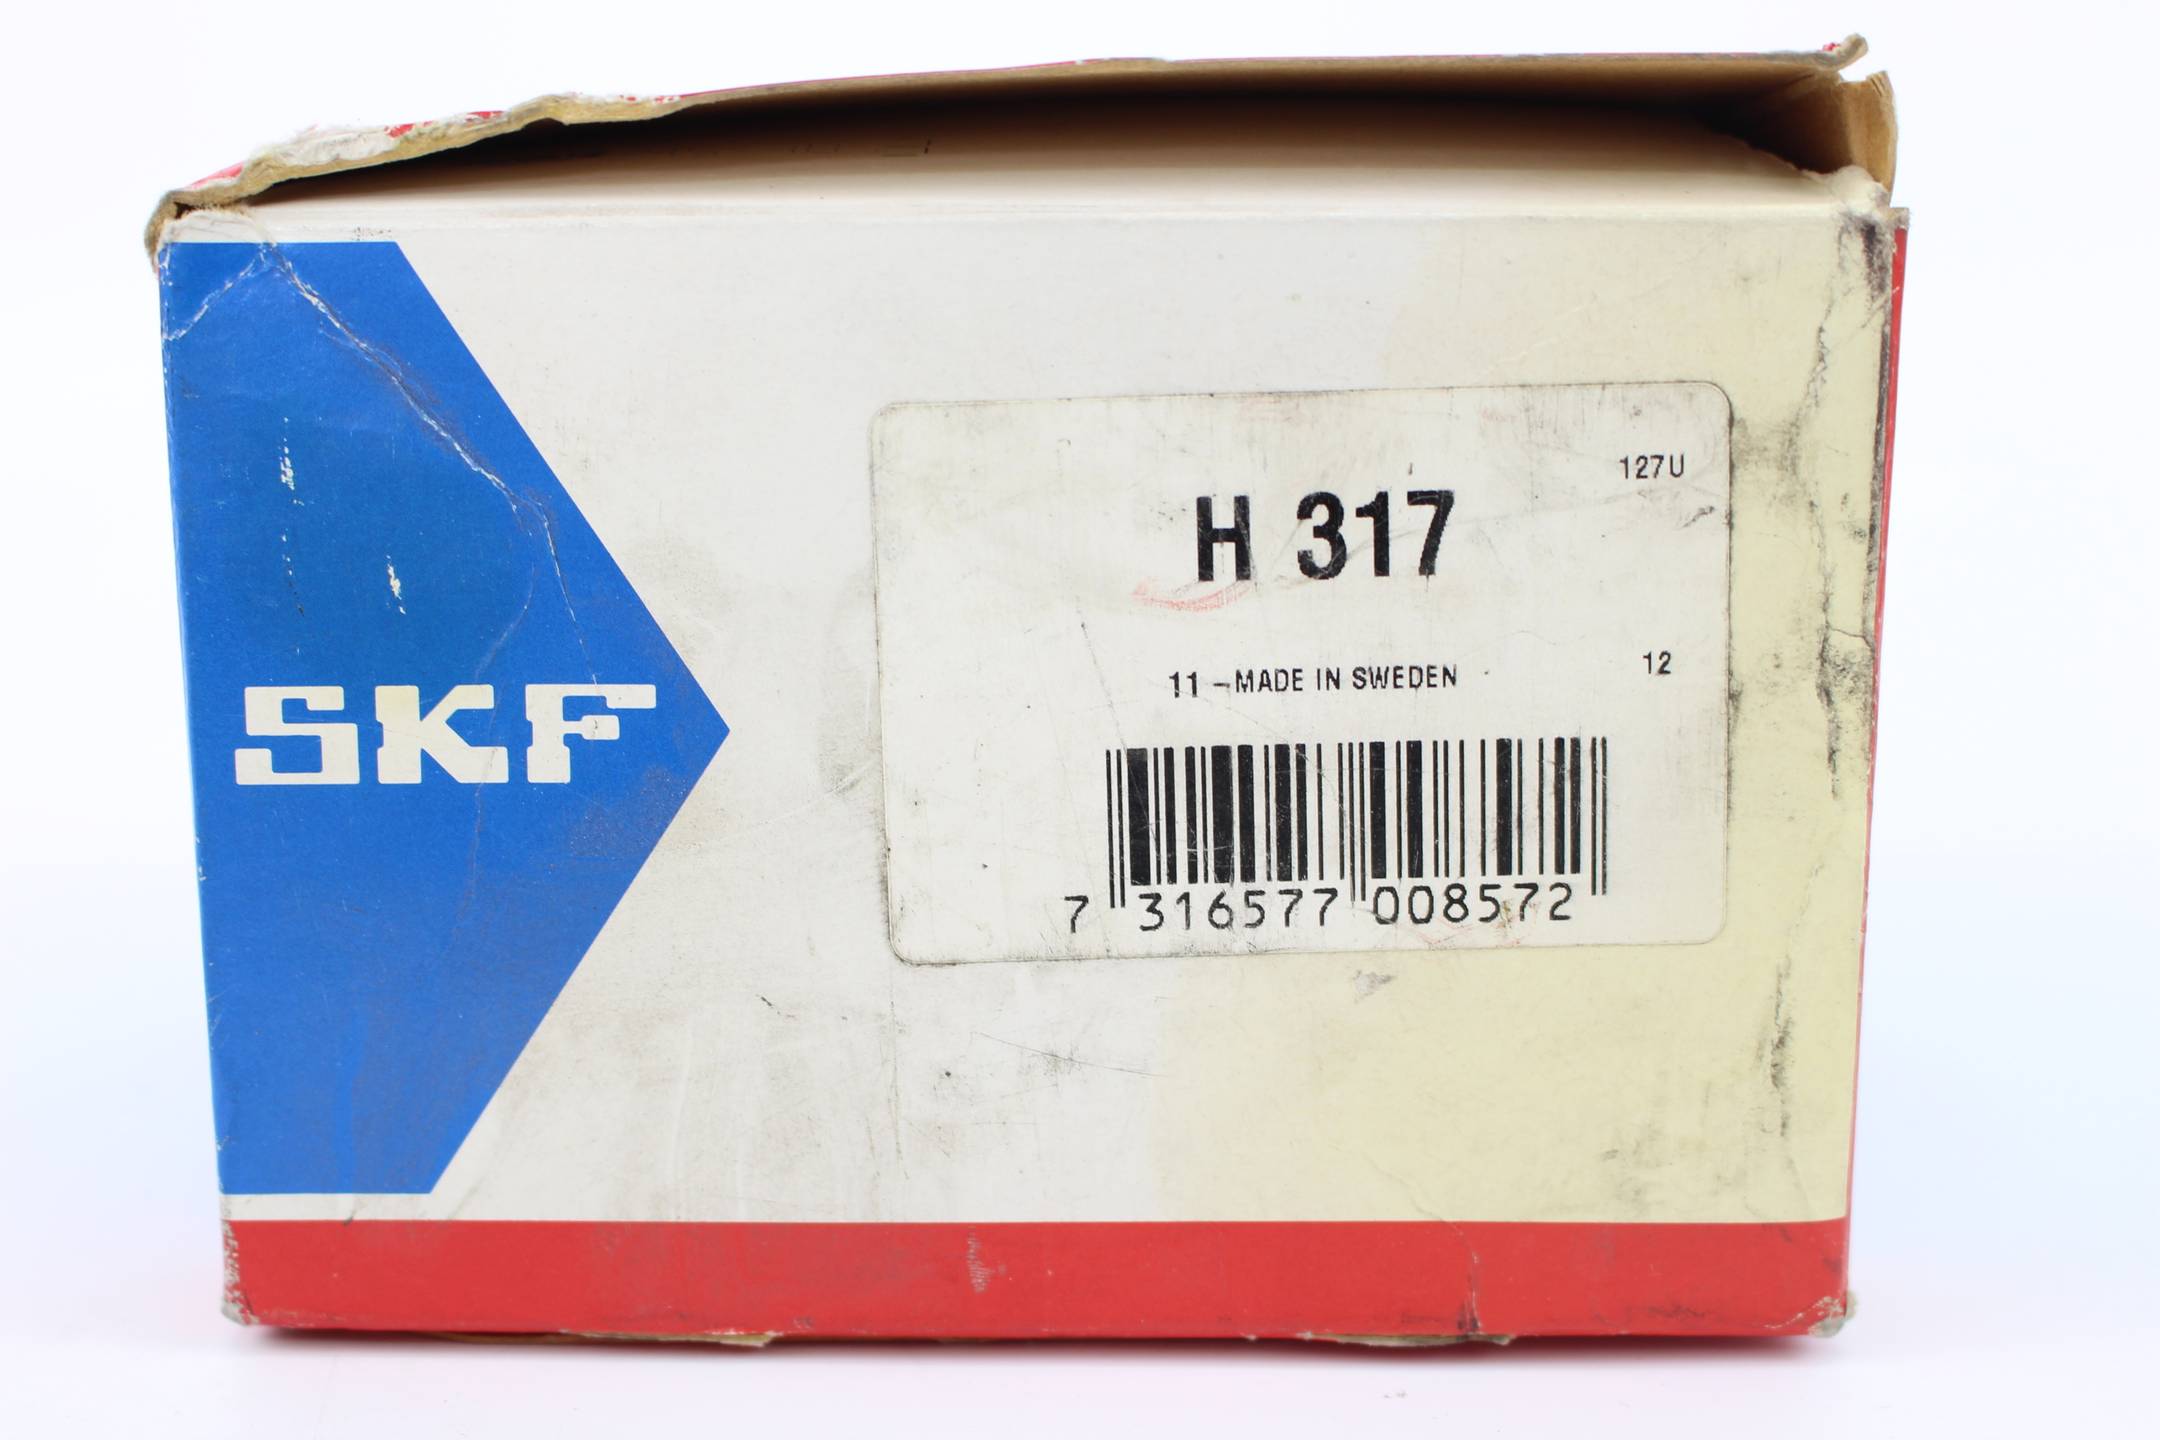 SKF
127U
H 317
11 -MADE IN SWEDEN
12
7 316577 008572